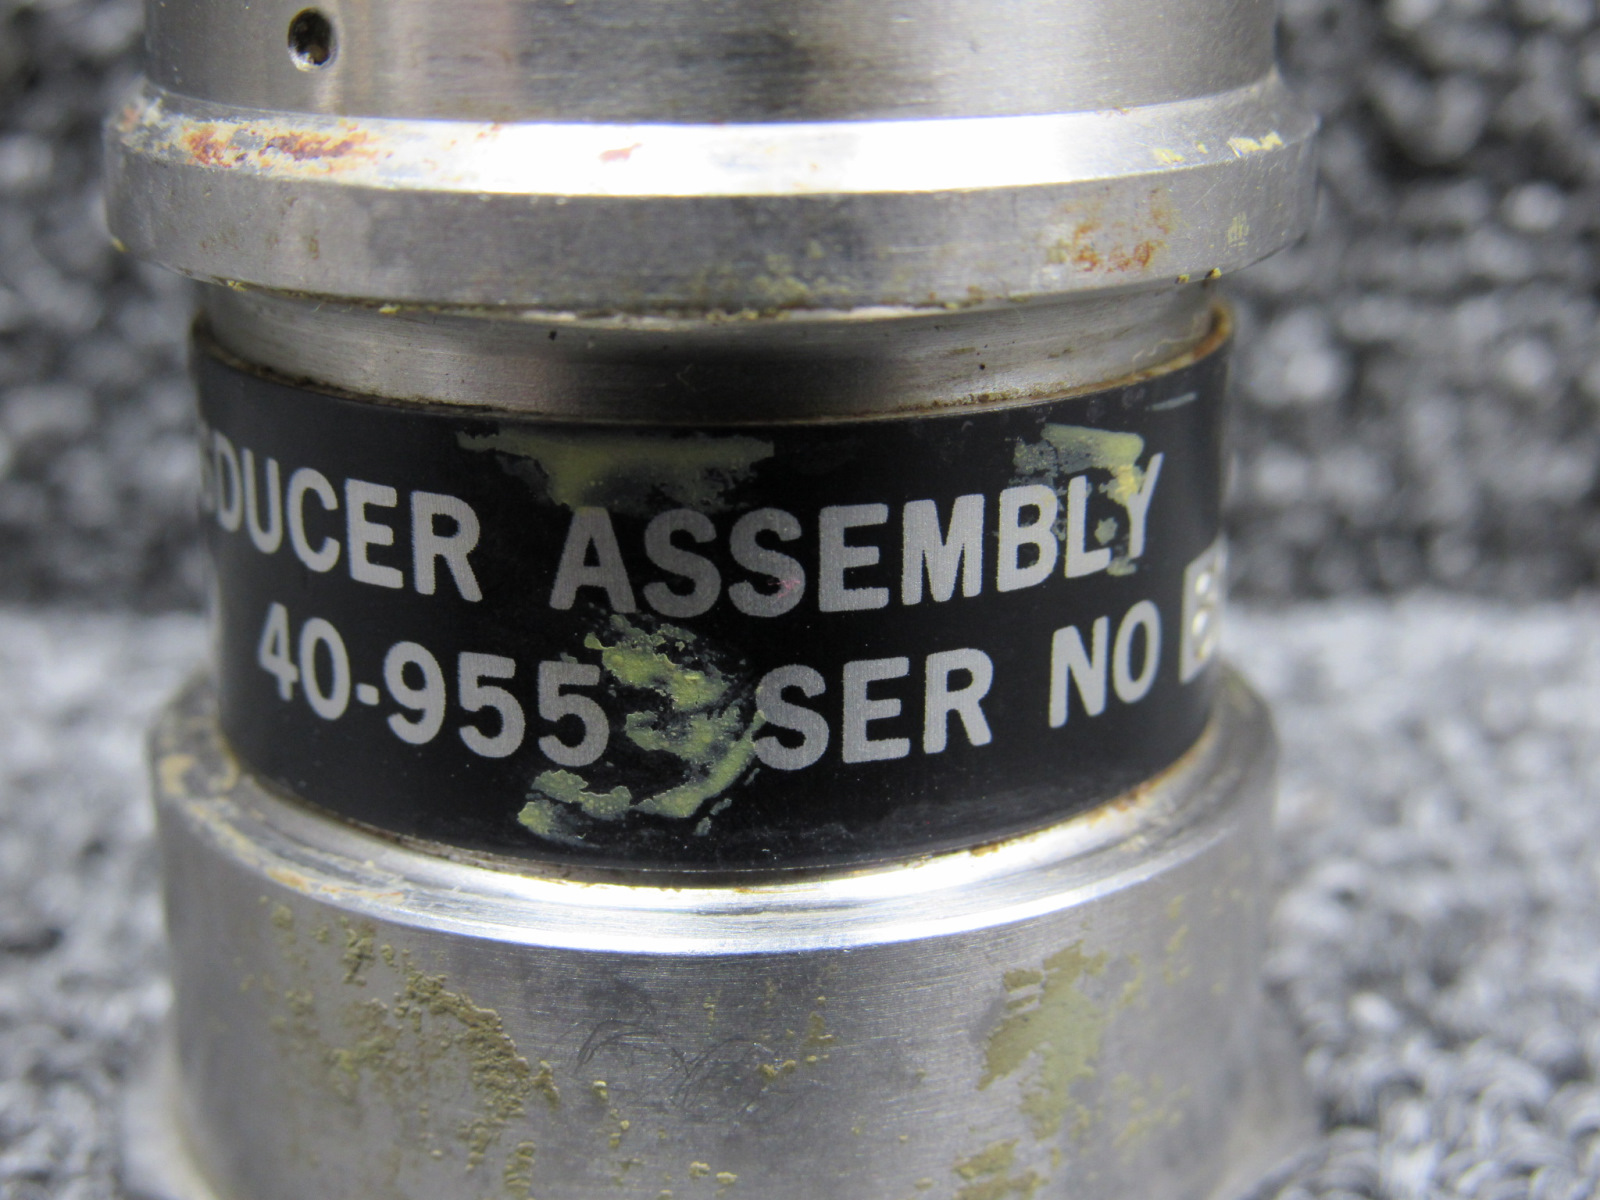 DUCER ASSEMBLY
40-955 SER NO